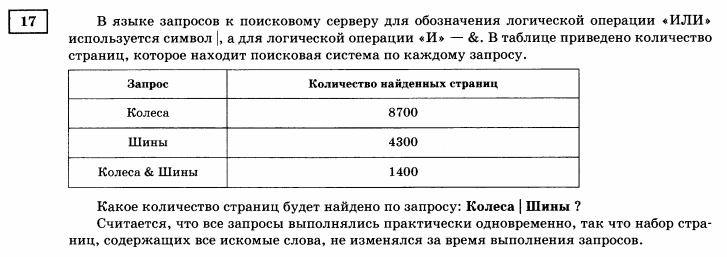 17 В языке запросов к поисковому серверу для обозначения логической операции «ИЛИ»
используется символ |, а для логической операции «И» — &. В таблице приведено количество
страниц, которое находит поисковая система по каждому запросу.
Запрос Количество найденных страниц
Колеса 8700
Шины 4300
Колеса & Шины 1400
Какое количество страниц будет найдено по запросу: Колеса | Шины ?
Считается, что все запросы выполнялись практически одновременно, так что набор стра-
ниц, содержащих все искомые слова, не изменялся за время выполнения запросов.